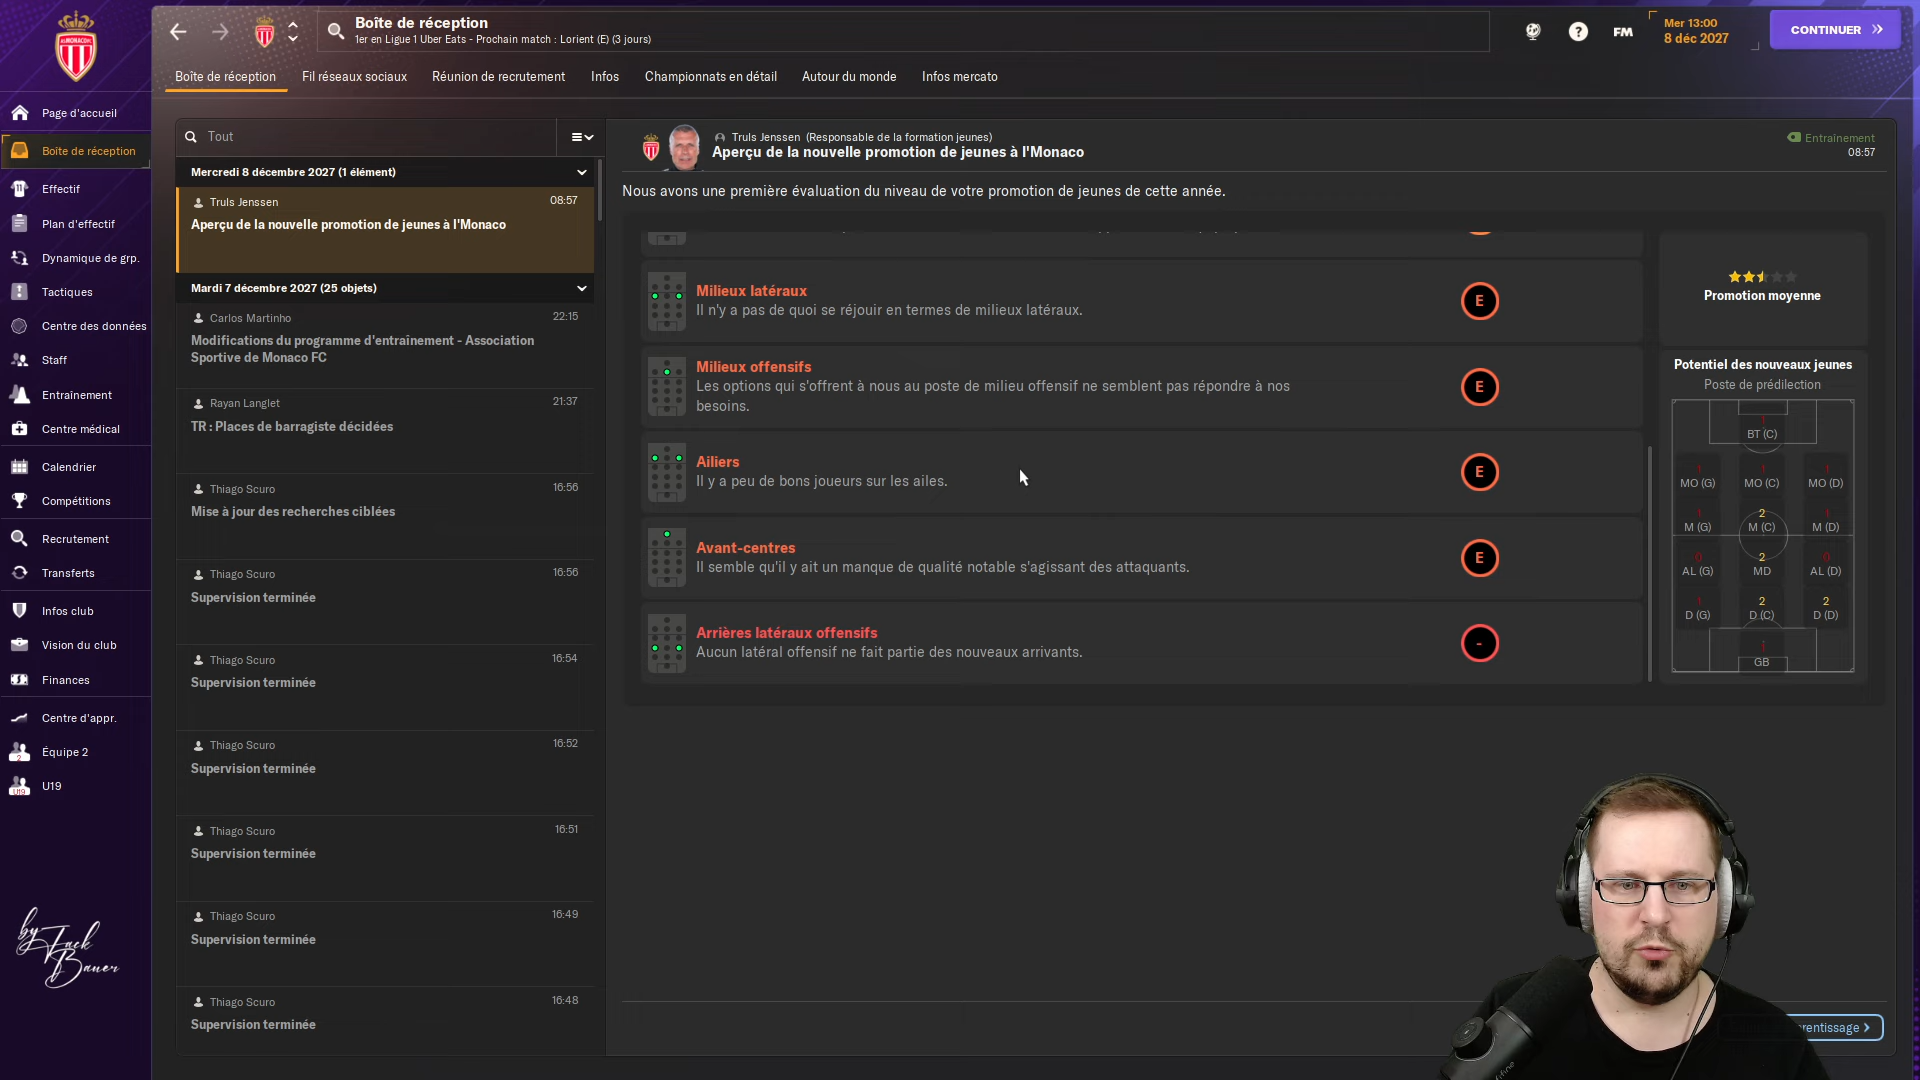 Boîte de réception
1er en Ligue 1 Uber Eats - Prochain match : Lorient (E) (3 jours)
FM
Mer 13:00
8 déc 2027
CONTINUER
Boîte de réception
Fil réseaux sociaux
Réunion de recrutement
Infos
Championnats en détail
Autour du monde
Infos mercato
Page d'accueil
Boîte de réception
Effectif
Plan d'effectif
Dynamique de grp.
Tactiques
Centre des données
Staff
Entraînement
Centre médical
Calendrier
Compétitions
Recrutement
Transferts
Infos club
Vision du club
Finances
Centre d'appr.
Équipe 2
U19
by Jack
Bauer
Tout
Mercredi 8 décembre 2027 (1 élément)
Truls Jenssen 08:57
Aperçu de la nouvelle promotion de jeunes à l'Monaco
Mardi 7 décembre 2027 (25 objets)
Carlos Martinho 22:15
Modifications du programme d'entraînement - Association
Sportive de Monaco FC
Rayan Langlet 21:37
TR : Places de barragiste décidées
Thiago Scuro 16:56
Mise à jour des recherches ciblées
Thiago Scuro 16:56
Supervision terminée
Thiago Scuro 16:54
Supervision terminée
Thiago Scuro 16:52
Supervision terminée
Thiago Scuro 16:51
Supervision terminée
Thiago Scuro 16:49
Supervision terminée
Thiago Scuro 16:48
Supervision terminée
Truls Jenssen (Responsable de la formation jeunes)
Aperçu de la nouvelle promotion de jeunes à l'Monaco
Entraînement
08:57
Nous avons une première évaluation du niveau de votre promotion de jeunes de cette année.
Milieux latéraux
Il n'y a pas de quoi se réjouir en termes de milieux latéraux.
E
Milieux offensifs
Les options qui s'offrent à nous au poste de milieu offensif ne semblent pas répondre à nos
besoins.
E
Ailiers
Il y a peu de bons joueurs sur les ailes.
E
Avant-centres
Il semble qu'il y ait un manque de qualité notable s'agissant des attaquants.
E
Arrières latéraux offensifs
Aucun latéral offensif ne fait partie des nouveaux arrivants.
-
Promotion moyenne
Potentiel des nouveaux jeunes
Poste de prédilection
1
BT (C)
1 1 1
MO (G) MO (C) MO (D)
1 2 1
M (G) M (C) M (D)
0 2 0
AL (G) MD AL (D)
1 2 2
D (G) D (C) D (D)
1
GB
rentissage